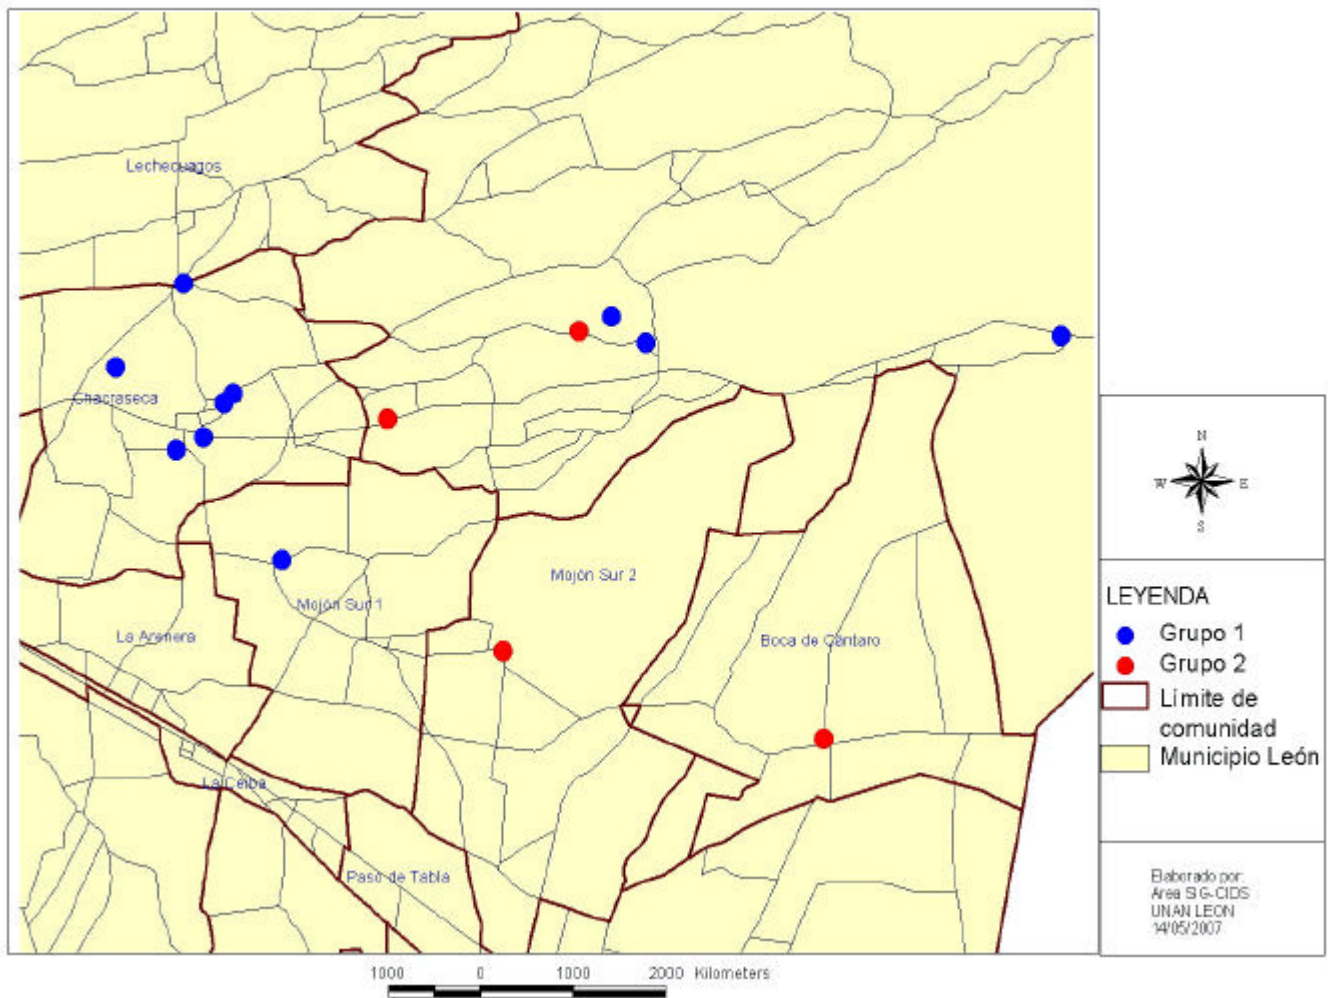 Lechecuagos
Chacraseca
Mojón Sur 2
Mojón Sur 1
La Arenera
Boca de Cántaro
La Ceiba
Paso de Tabla
N
W E
S
LEYENDA
Grupo 1
Grupo 2
Límite de
comunidad
Municipio León
Elaborado por:
Area SIG-CIDS
UNAN LEON
14/05/2007
1000 0 1000 2000 Kilometers